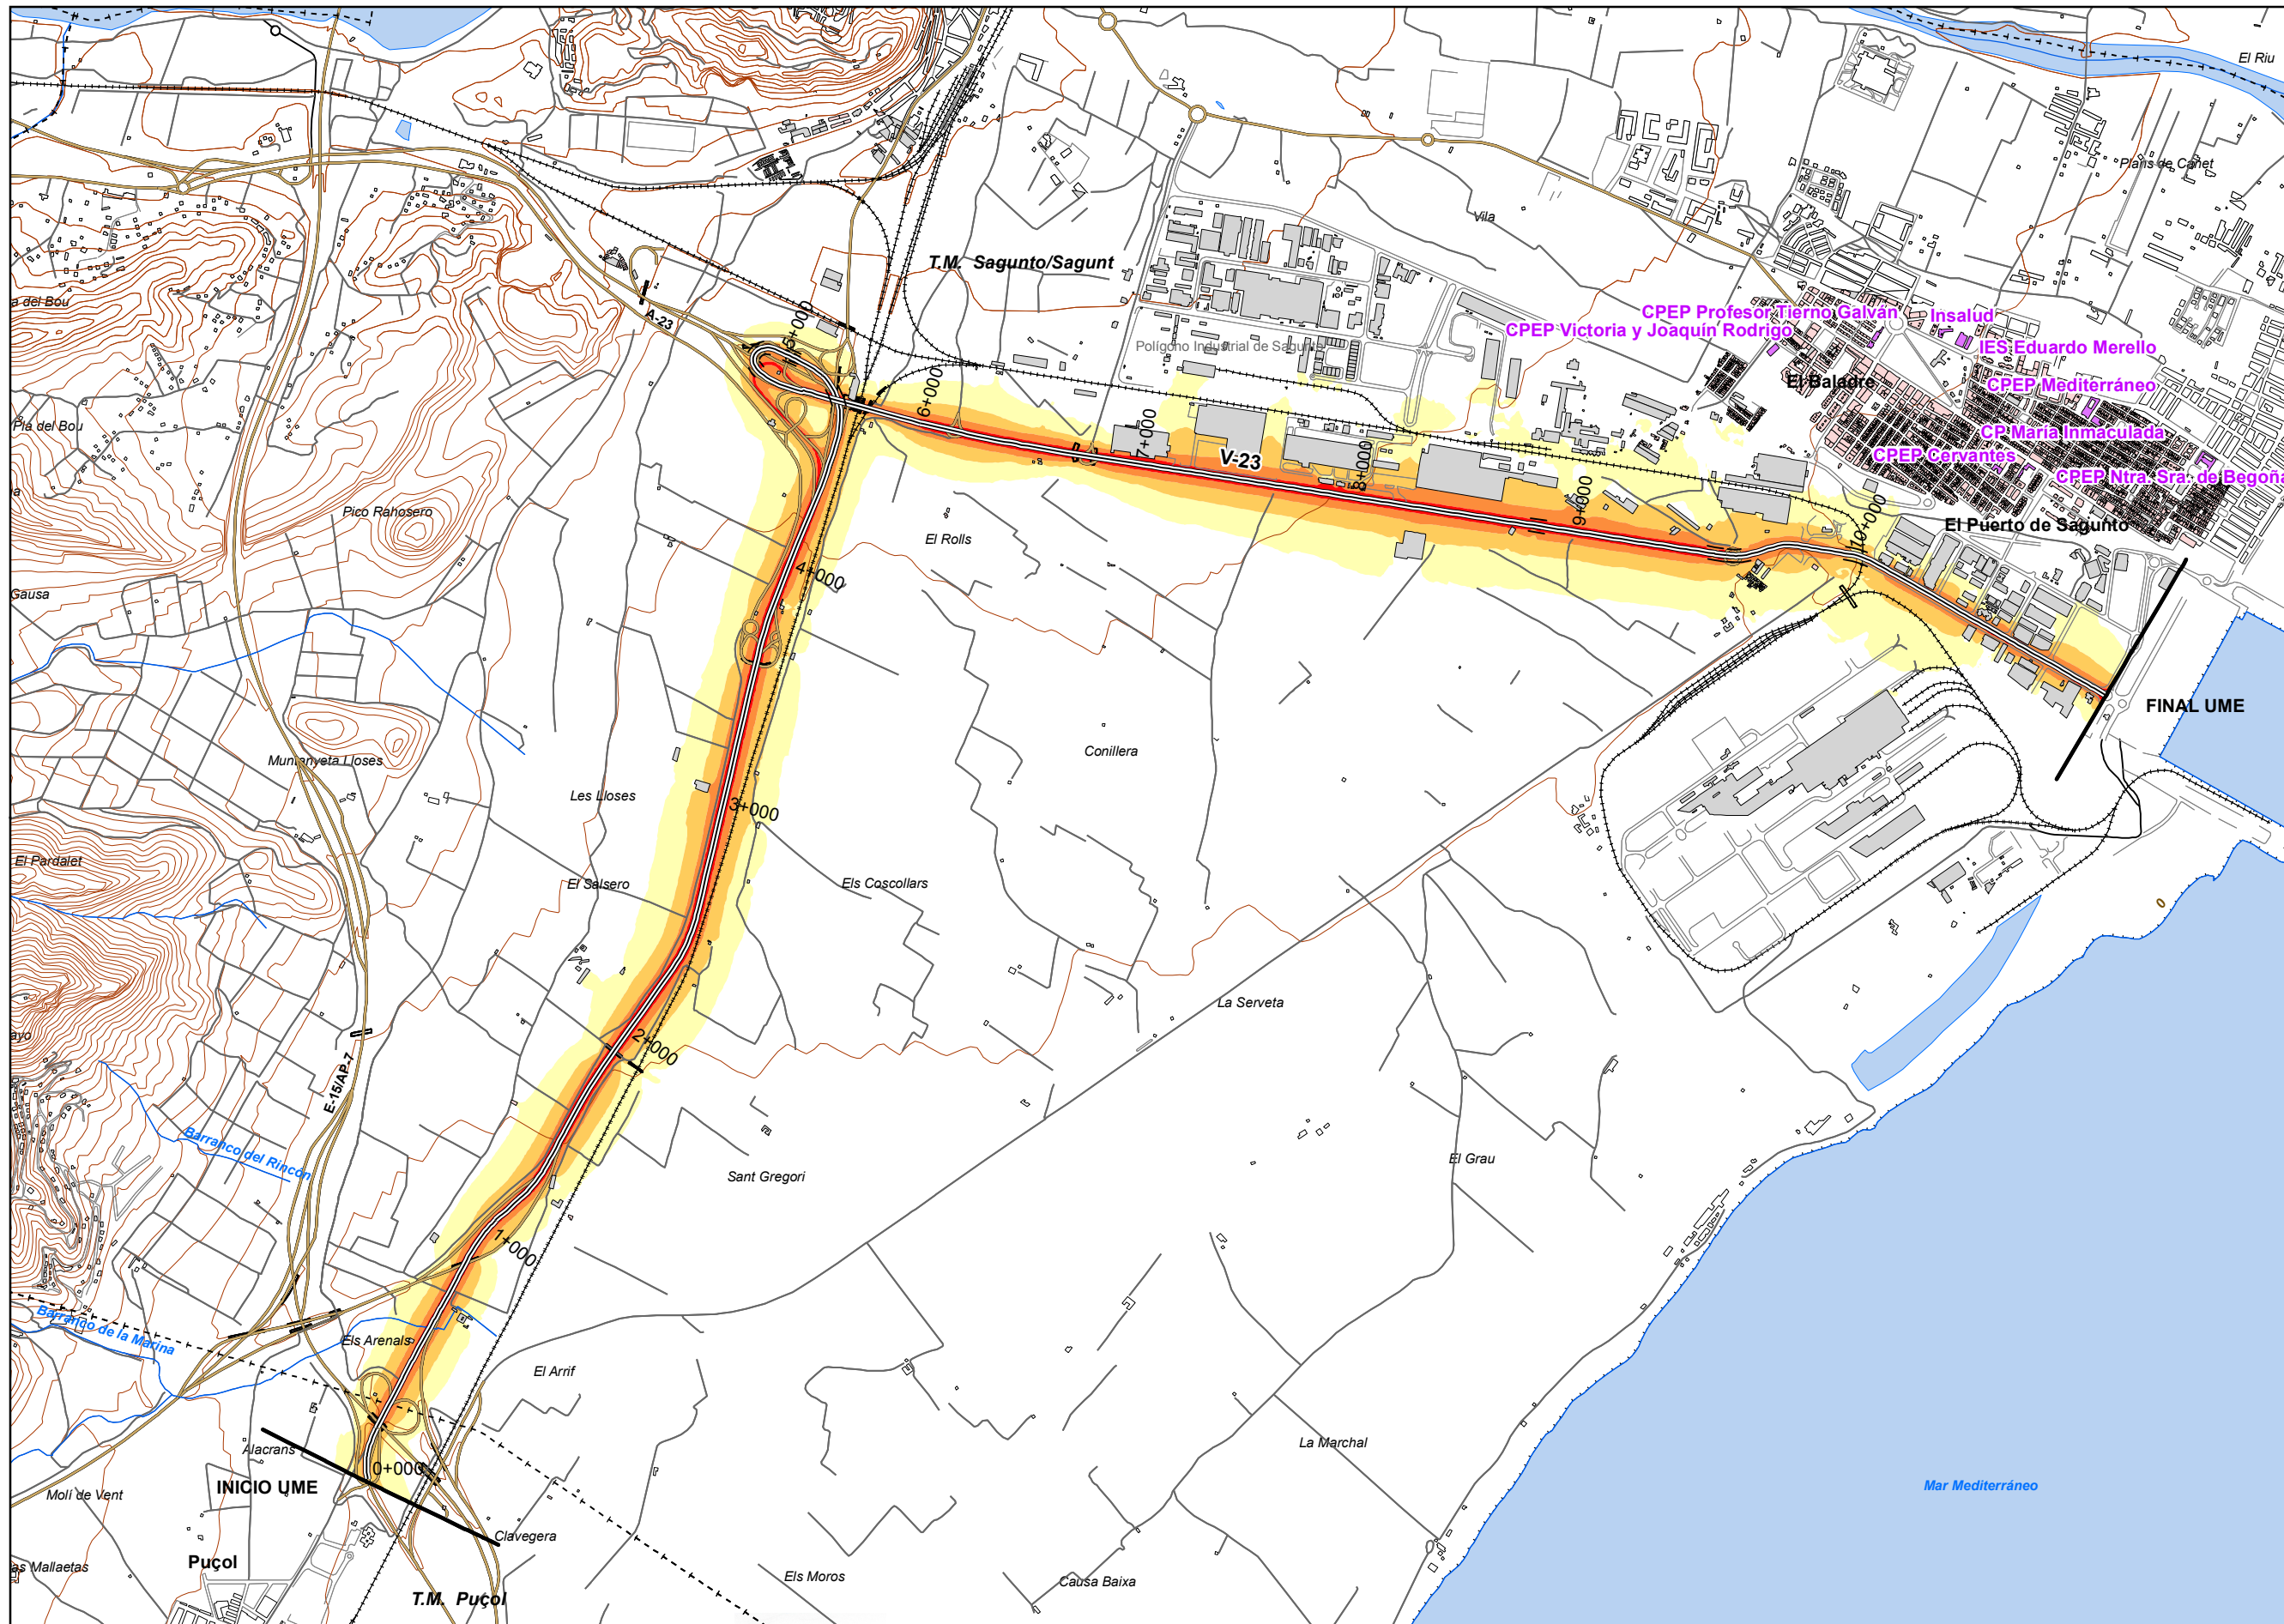 El Riu
Plans de Canet
Vila
T.M. Sagunto/Sagunt
a del Bou
A-23
5+000
CPEP Profesor Tierno Galván
Insalud
CPEP Victoria y Joaquín Rodrigo
Polígono Industrial de Sagunto
IES Eduardo Merello
El Baladre
CPEP Mediterráneo
6+000
Pla del Bou
7+000
CP María Inmaculada
V-23
8+000
CPEP Cervantes
CPEP Ntra. Sra. de Begoña
9+000
Pico Rahosero
10+000
El Puerto de Sagunto
El Rolls
4+000
Gausa
FINAL UME
Conillera
Muntanyeta Lloses
Les Lloses
3+000
El Pardalet
El Salsero
Els Coscollars
0
La Serveta
ayo
2+000
E-15/AP-7
Barranco del Rincón
El Grau
Sant Gregori
1+000
Barranco de la Marina
Els Arenals
El Arrif
Alacrans
La Marchal
0+000
INICIO UME
Mar Mediterráneo
Molí de Vent
Clavegera
Puçol
as Mallaetas
Els Moros
Causa Baixa
T.M. Puçol